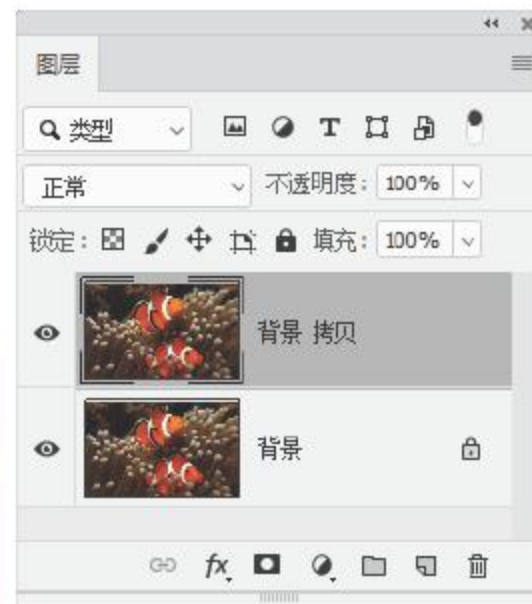 图层
类型
正常 不透明度: 100%
锁定: 填充: 100%
背景 拷贝
背景
fx